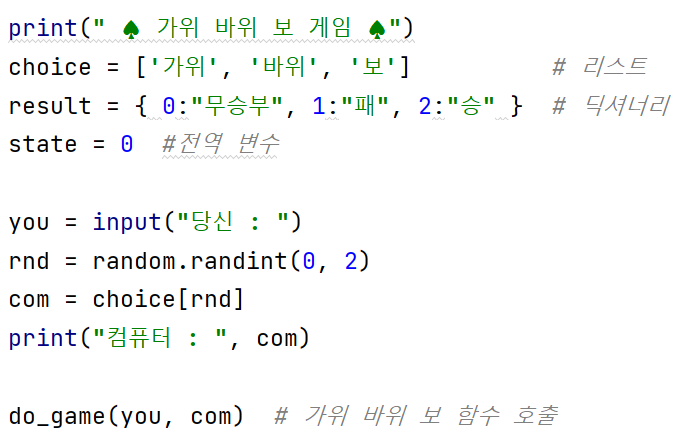 print(" ♠ 가위 바위 보 게임 ♠")
choice = ['가위', '바위', '보']          # 리스트
result = { 0:"무승부", 1:"패", 2:"승" }  # 딕셔너리
state = 0  #전역 변수
you = input("당신 : ")
rnd = random.randint(0, 2)
com = choice[rnd]
print("컴퓨터 : ", com)
do_game(you, com)  # 가위 바위 보 함수 호출